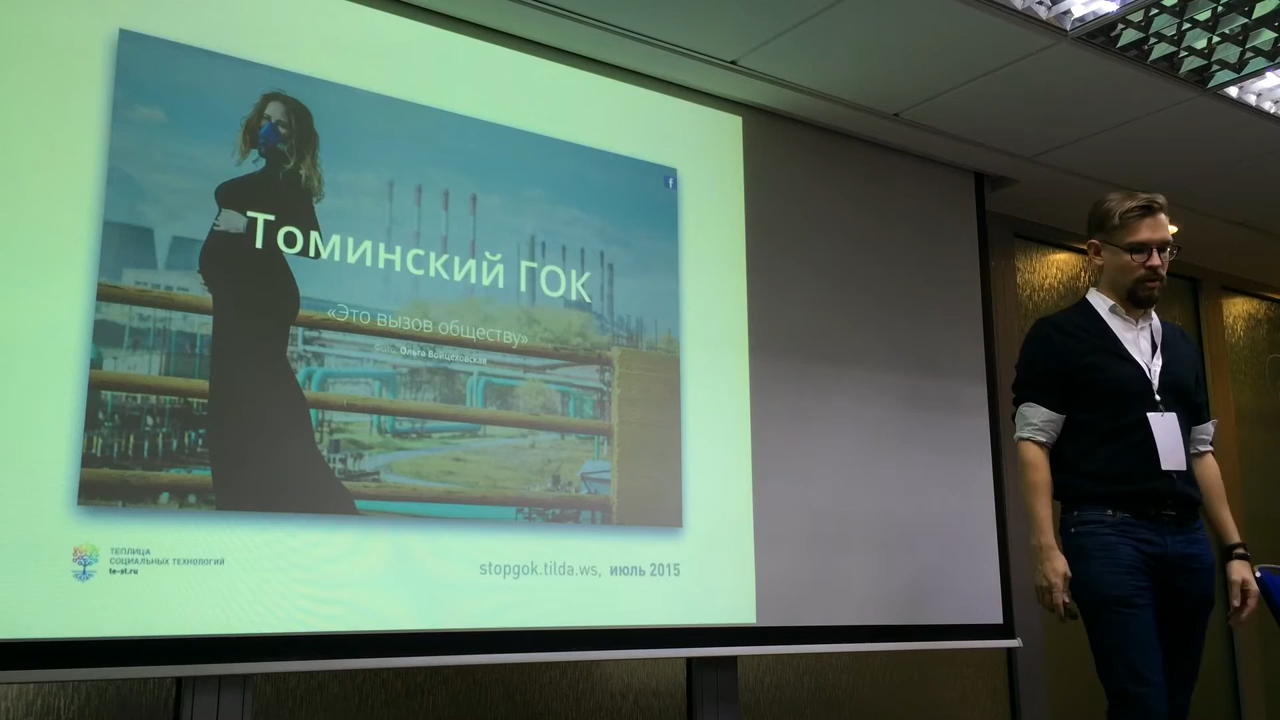 f
Томинский ГОК
«Это вызов обществу»
Фото: Ольга Войцеховская
ТЕПЛИЦА
СОЦИАЛЬНЫХ ТЕХНОЛОГИЙ
te-st.ru
stopgok.tilda.ws, июль 2015